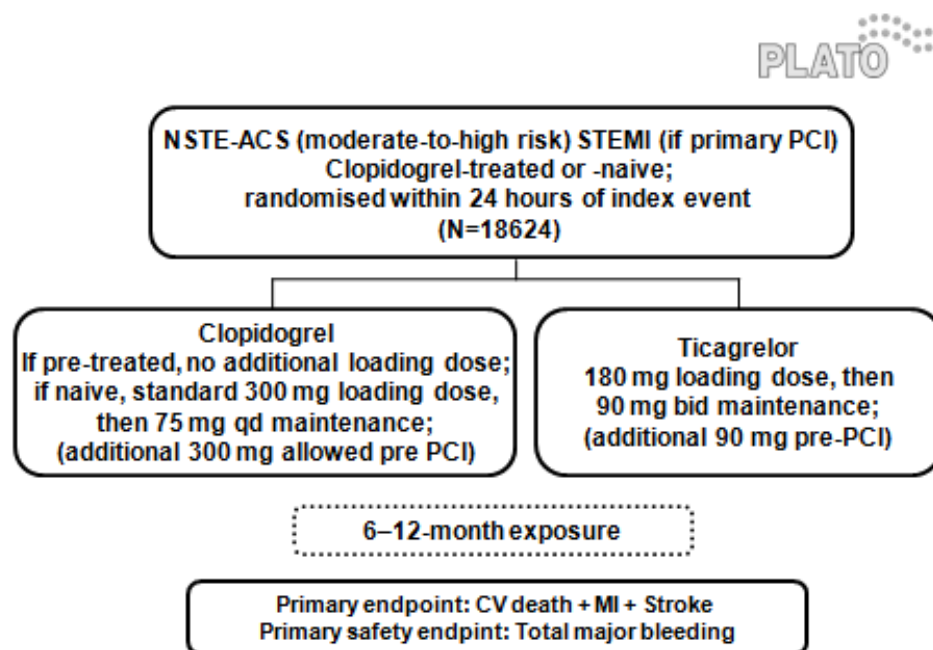 PLATO
NSTE-ACS (moderate-to-high risk) STEMI (if primary PCI)
Clopidogrel-treated or -naive;
randomised within 24 hours of index event
(N=18624)
Clopidogrel
If pre-treated, no additional loading dose;
if naive, standard 300 mg loading dose,
then 75 mg qd maintenance;
(additional 300 mg allowed pre PCI)
Ticagrelor
180 mg loading dose, then
90 mg bid maintenance;
(additional 90 mg pre-PCI)
6–12-month exposure
Primary endpoint: CV death + MI + Stroke
Primary safety endpint: Total major bleeding